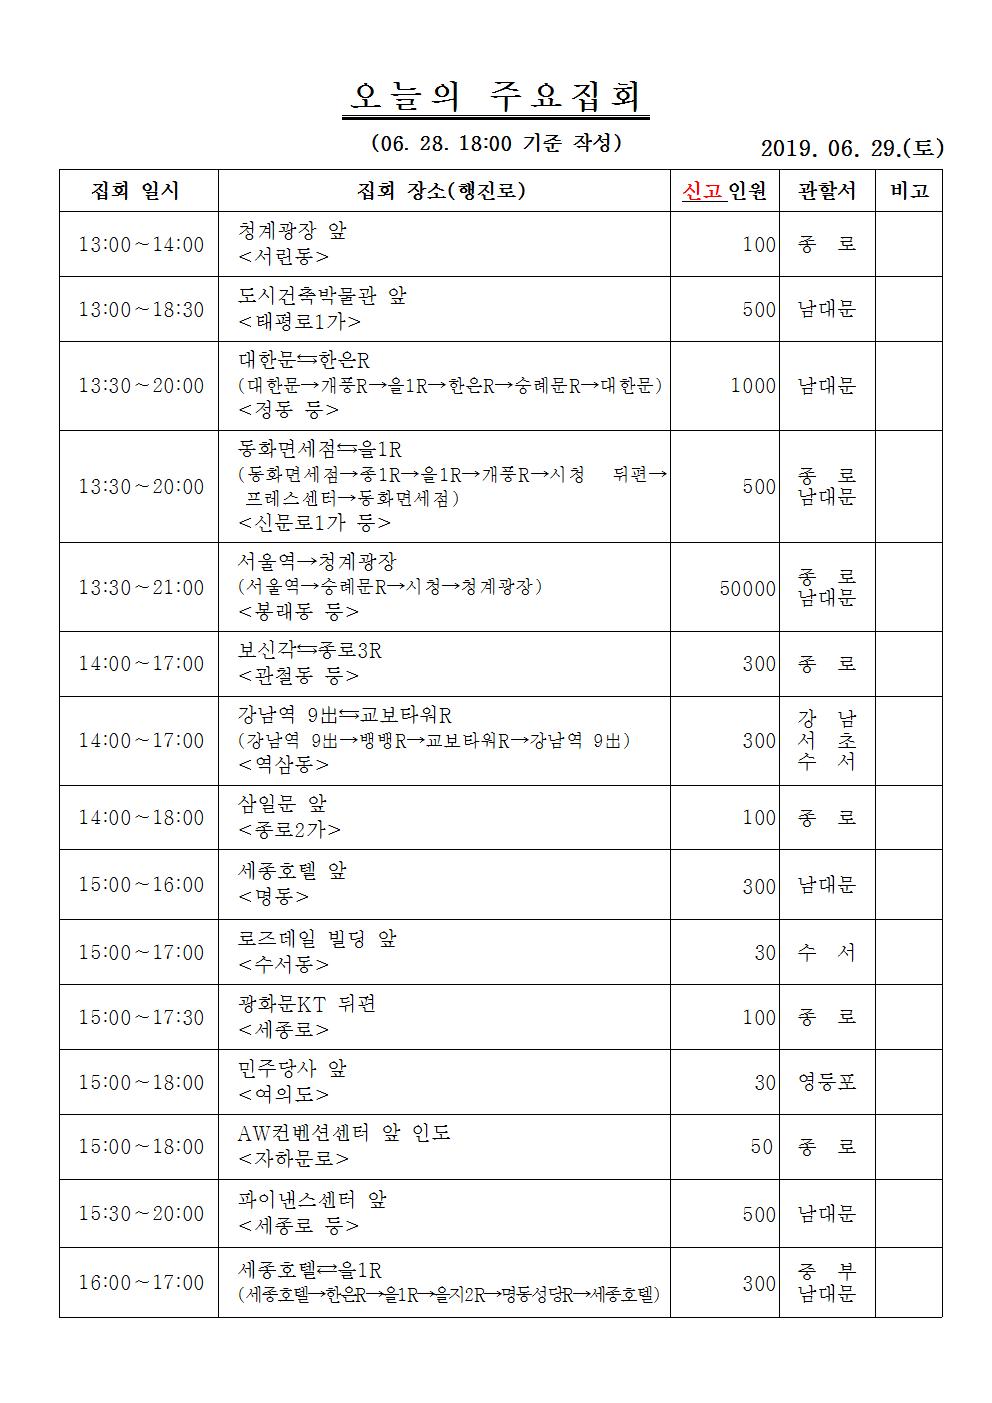 오늘의 주요집회
(06. 28. 18:00 기준 작성)
2019. 06. 29.(토)
집회 일시 집회 장소(행진로) 신고인원 관할서 비고
13:00~14:00 청계광장 앞 100 종 로
<서린동>
13:00~18:30 도시건축박물관 앞 500 남대문
<태평로1가>
13:30~20:00 대한문⇆한은R 1000 남대문
(대한문→개풍R→을1R→한은R→숭례문R→대한문)
<정동 등>
13:30~20:00 동화면세점⇆을1R 500 종 로
(동화면세점→종1R→을1R→개풍R→시청 뒤편→ 남대문
프레스센터→동화면세점)
<신문로1가 등>
13:30~21:00 서울역→청계광장 50000 종 로
(서울역→숭례문R→시청→청계광장) 남대문
<봉래동 등>
14:00~17:00 보신각⇆종로3R 300 종 로
<관철동 등>
14:00~17:00 강남역 9出⇆교보타워R 300 강 남
(강남역 9出→뱅뱅R→교보타워R→강남역 9出) 서 초
<역삼동> 수 서
14:00~18:00 삼일문 앞 100 종 로
<종로2가>
15:00~16:00 세종호텔 앞 300 남대문
<명동>
15:00~17:00 로즈데일 빌딩 앞 30 수 서
<수서동>
15:00~17:30 광화문KT 뒤편 100 종 로
<세종로>
15:00~18:00 민주당사 앞 30 영등포
<여의도>
15:00~18:00 AW컨벤션센터 앞 인도 50 종 로
<자하문로>
15:30~20:00 파이낸스센터 앞 500 남대문
<세종로 등>
16:00~17:00 세종호텔⇄을1R 300 중 부
(세종호텔→한은R→을1R→을지2R→명동성당R→세종호텔) 남대문